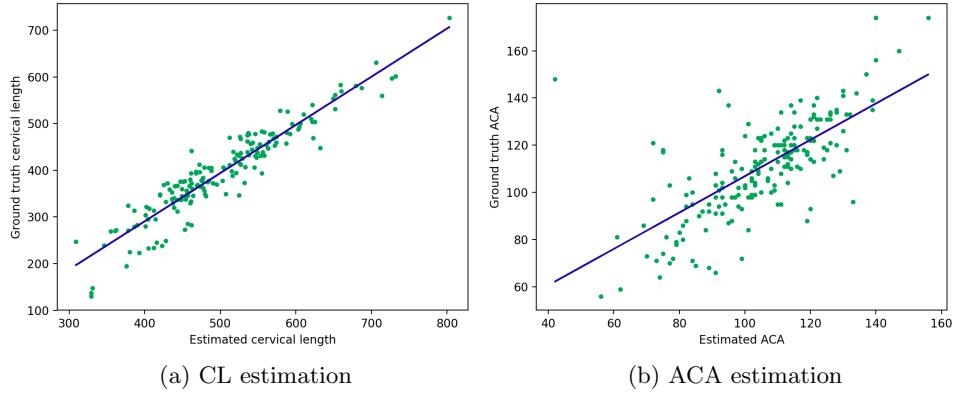 700
600
500
400
300
200
100
Ground truth cervical length
300 400 500 600 700 800
Estimated cervical length
(a) CL estimation
160
140
120
100
80
60
Ground truth ACA
40 60 80 100 120 140 160
Estimated ACA
(b) ACA estimation